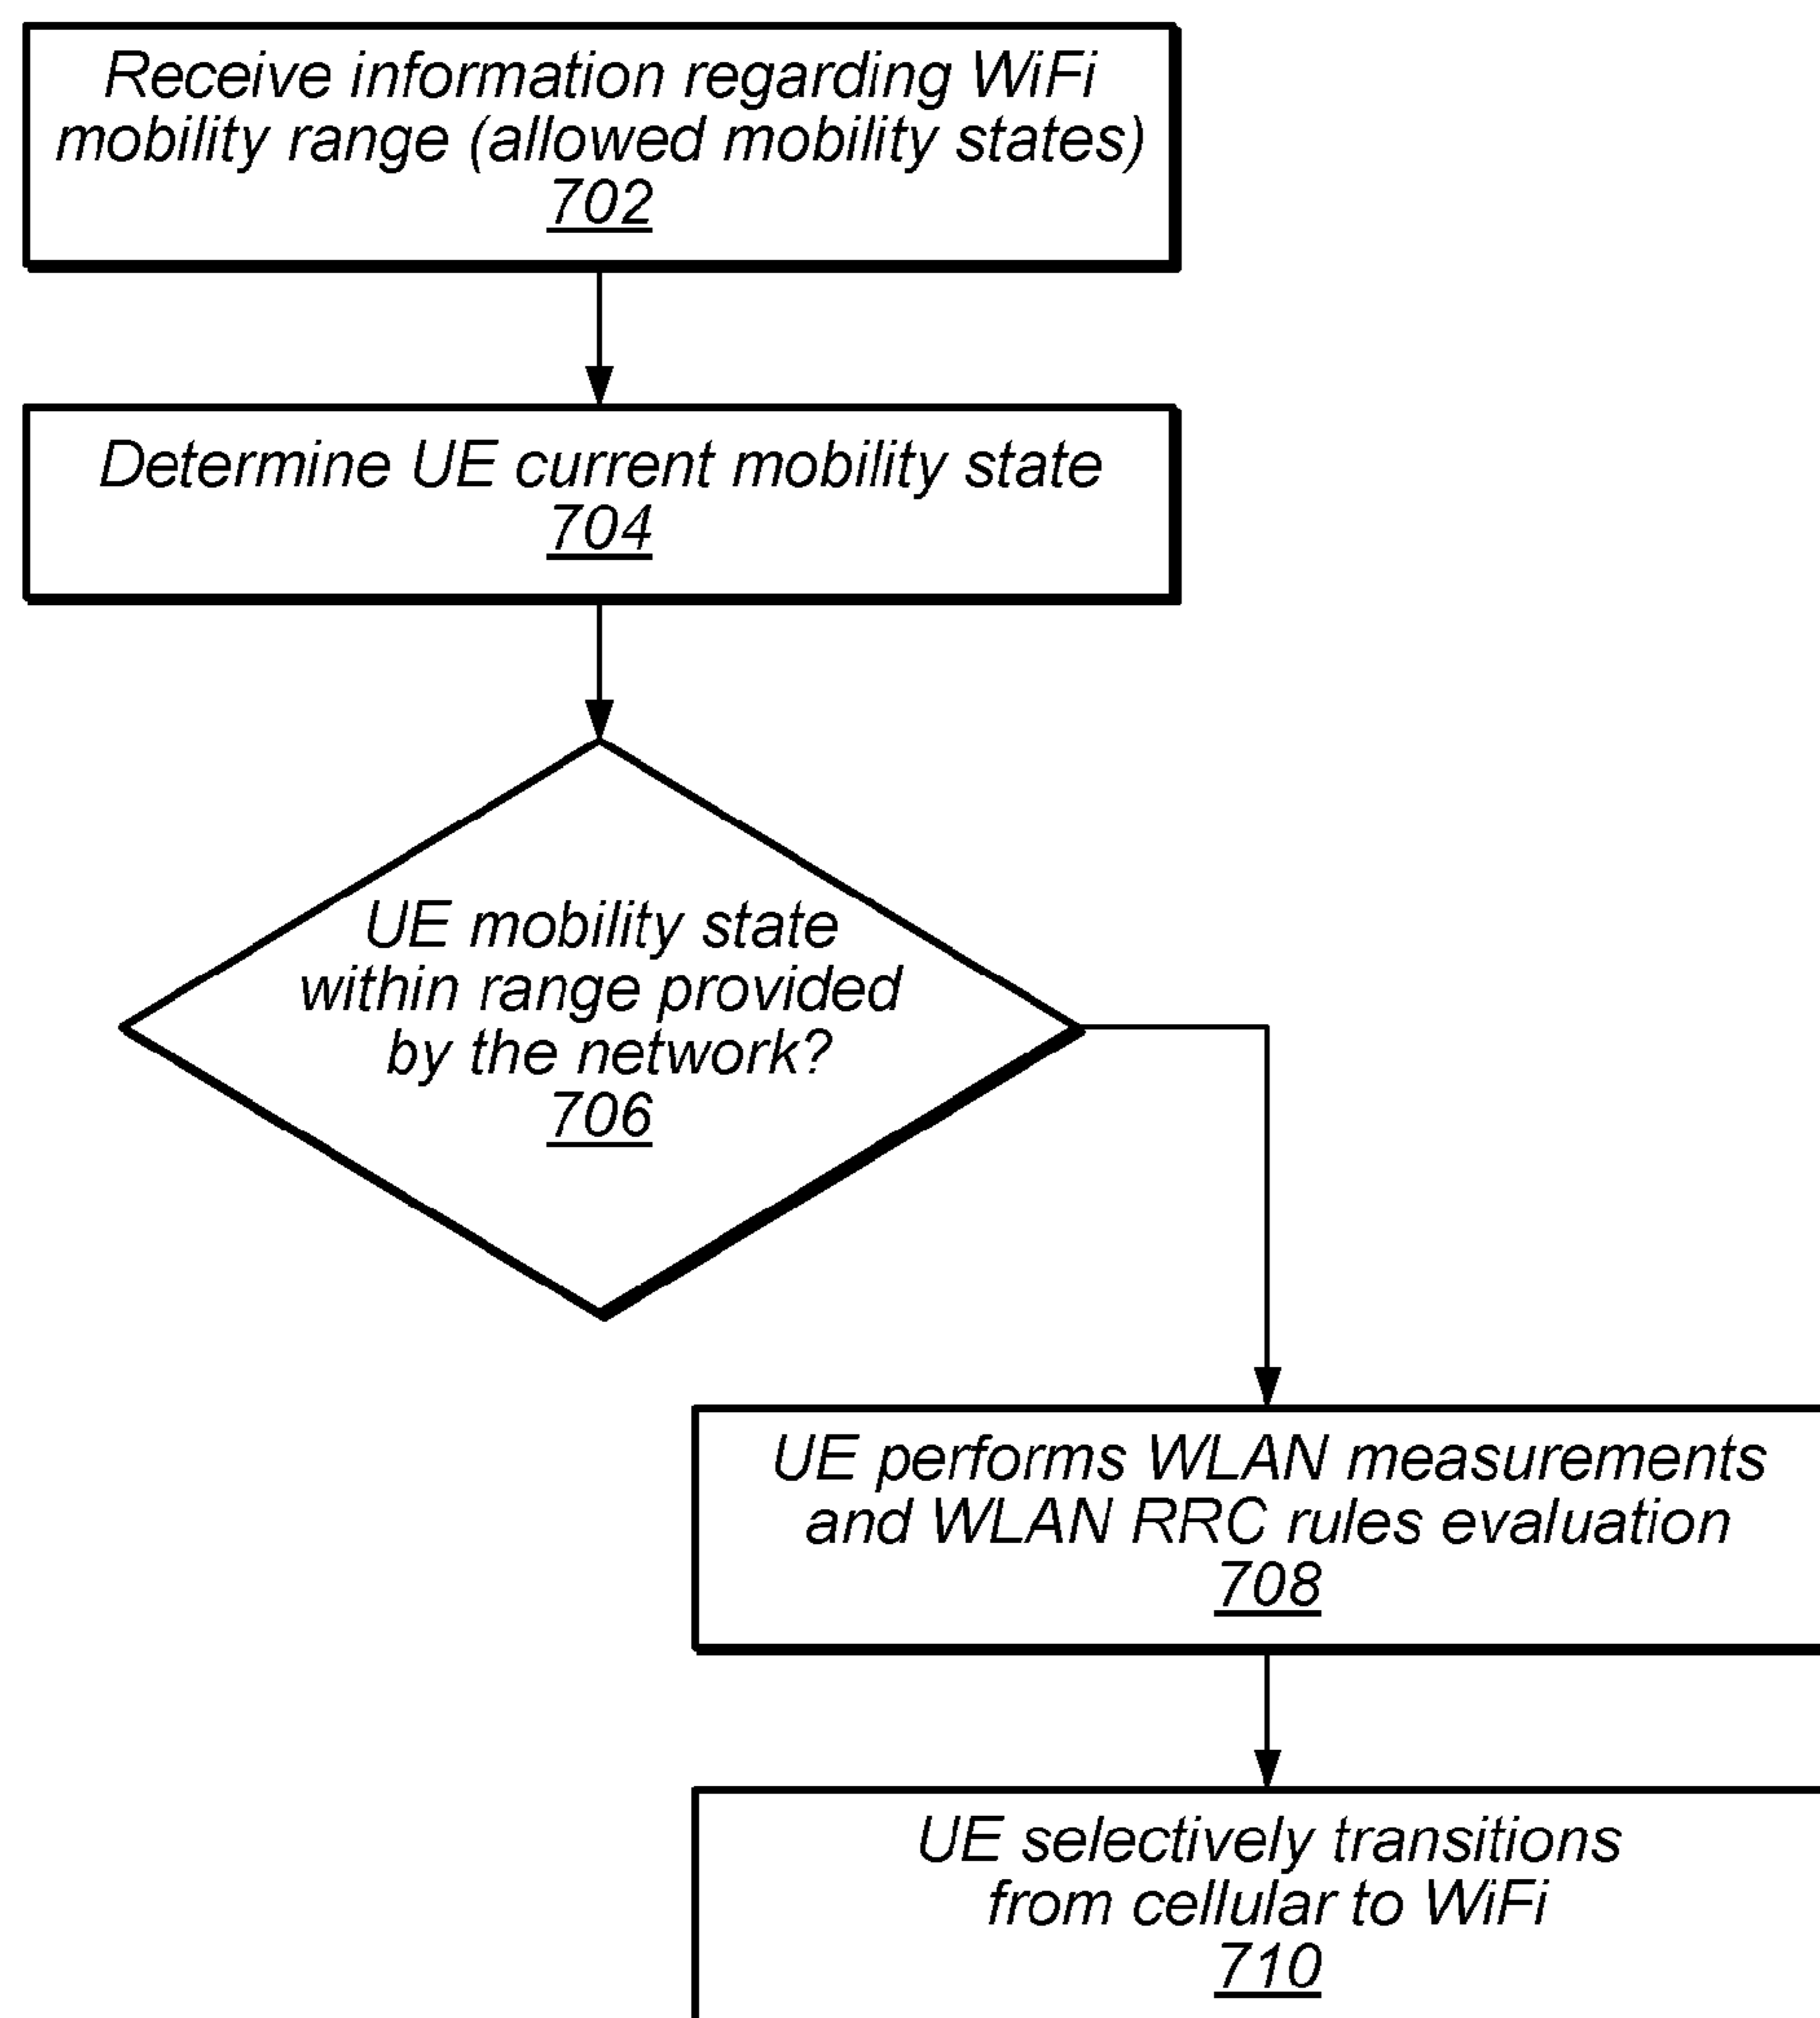 Receive information regarding WiFi
mobility range (allowed mobility states)
702
Determine UE current mobility state
704
UE mobility state
within range provided
by the network?
706
UE performs WLAN measurements
and WLAN RRC rules evaluation
708
UE selectively transitions
from cellular to WiFi
710